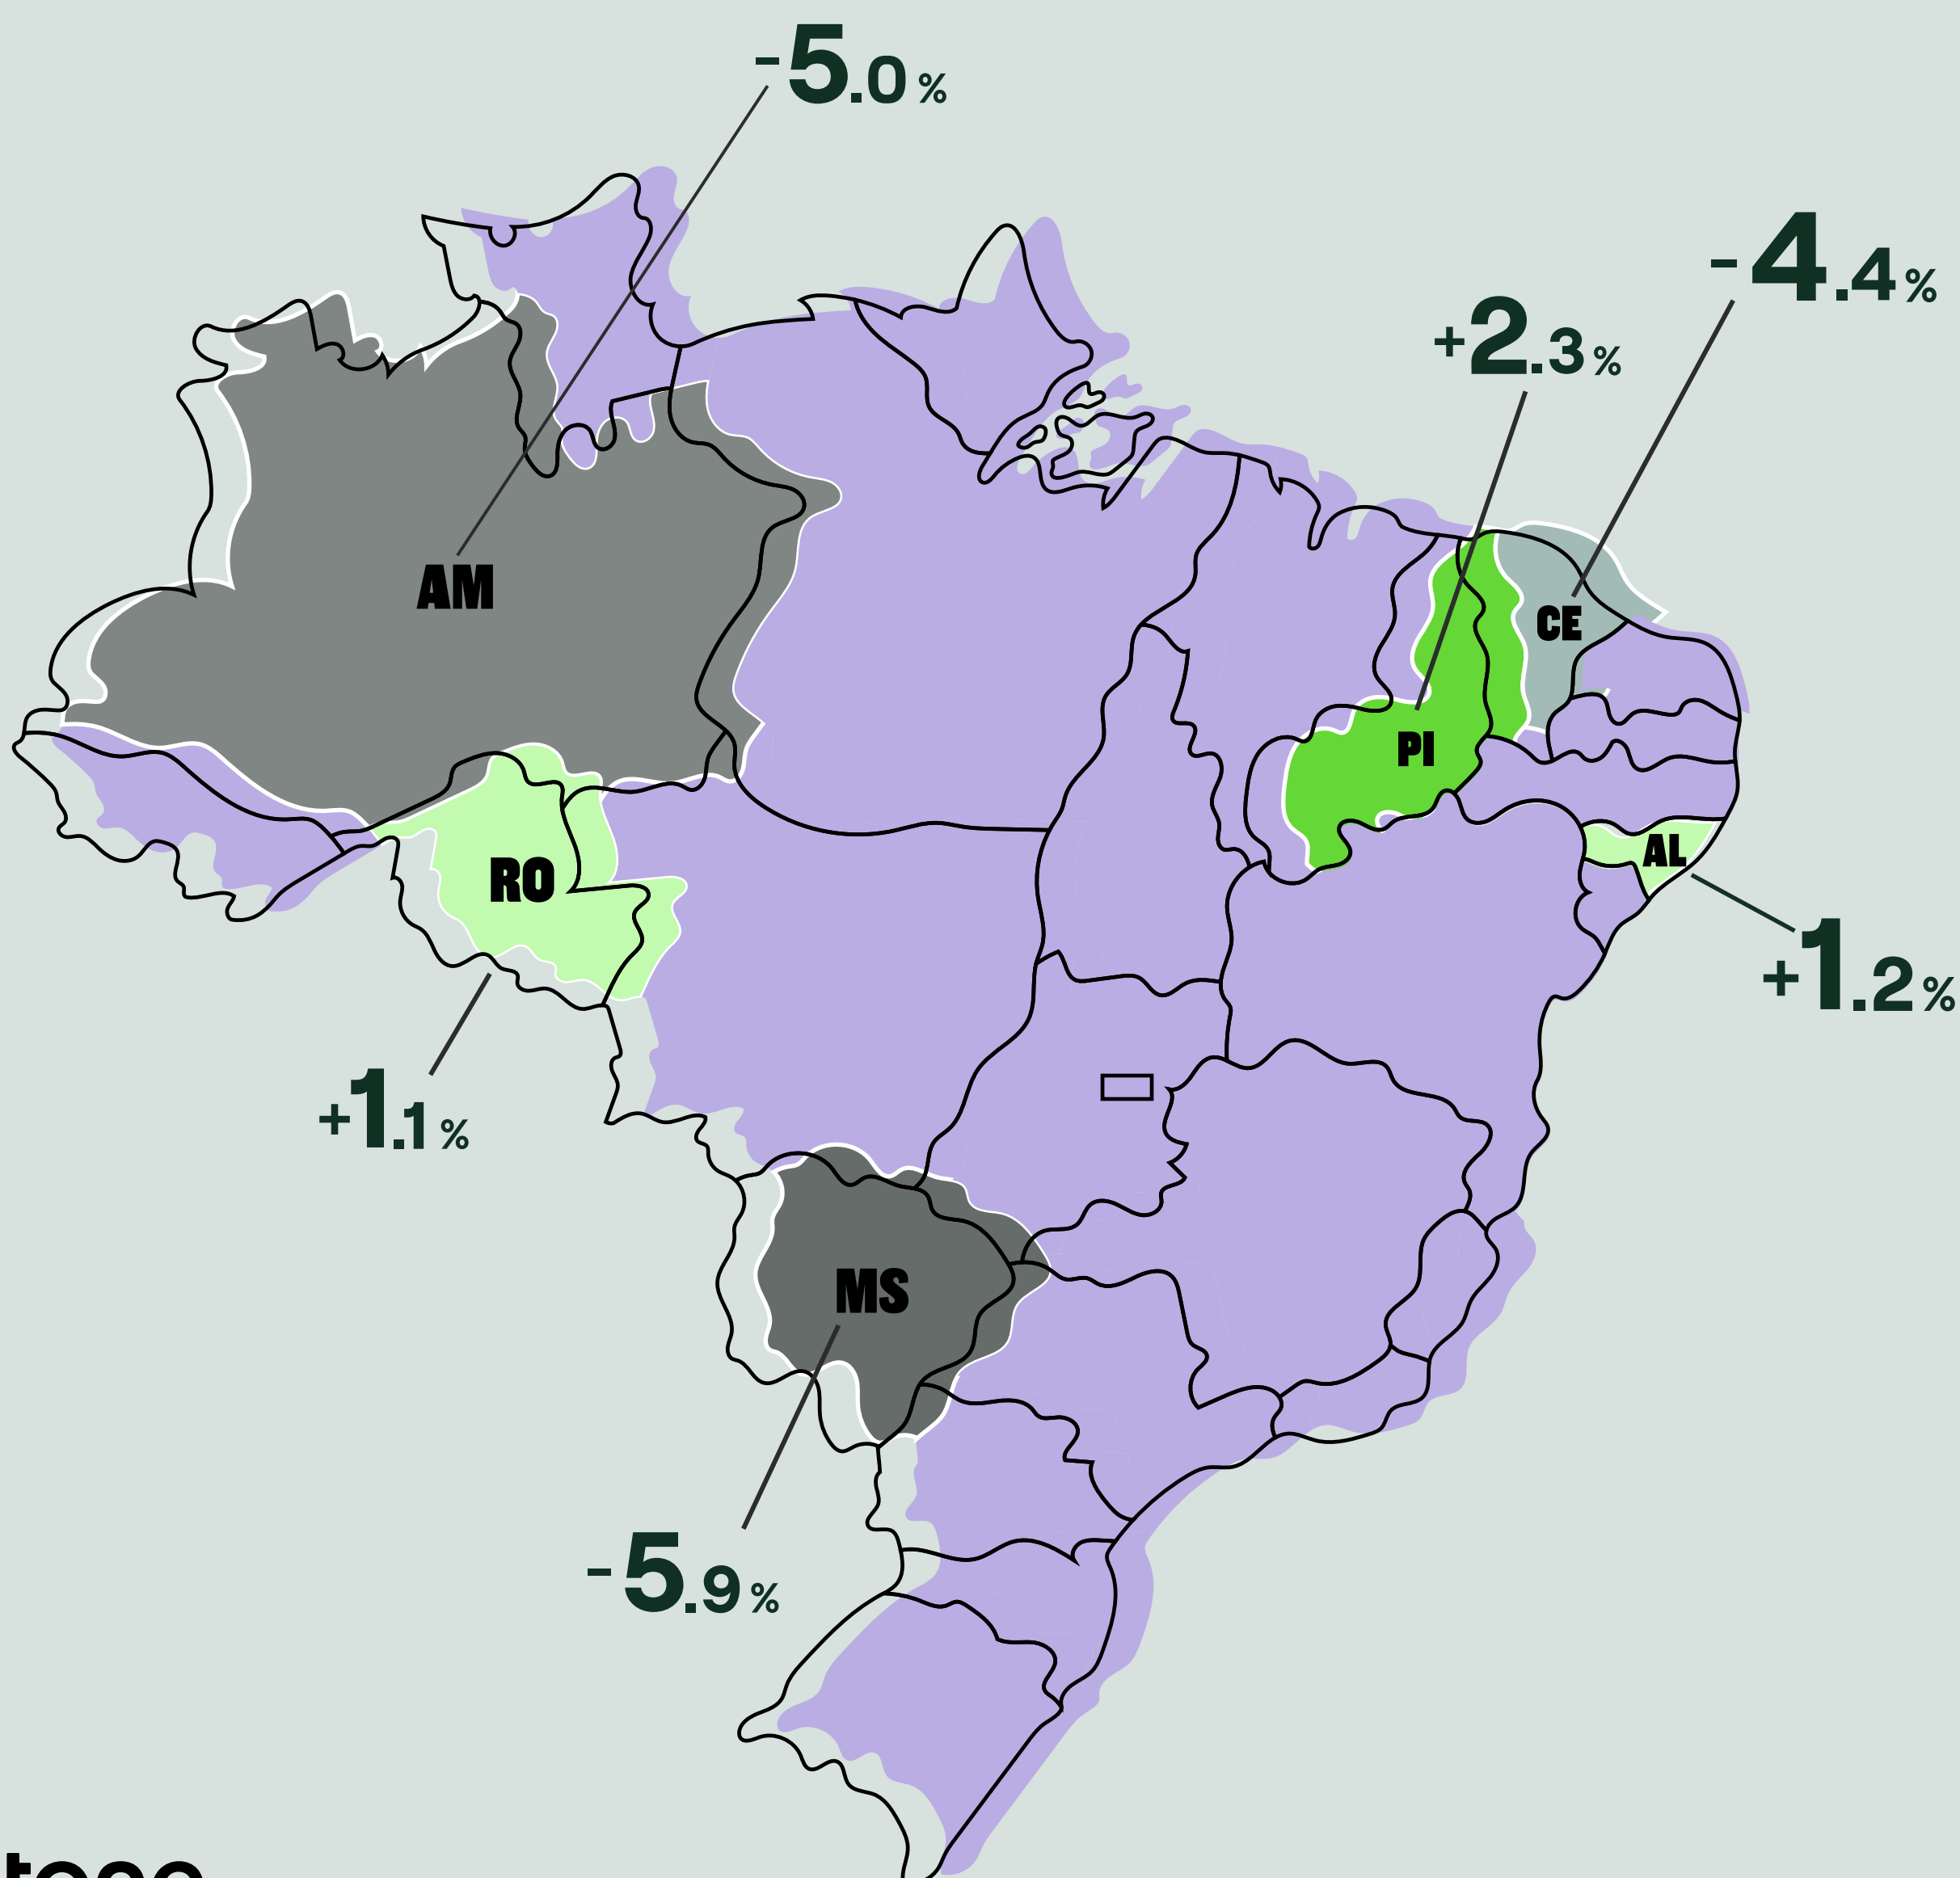 -5.0%
-4.4%
+2.3%
AM
CE
PI
AL
RO
+1.2%
+1.1%
MS
-5.9%